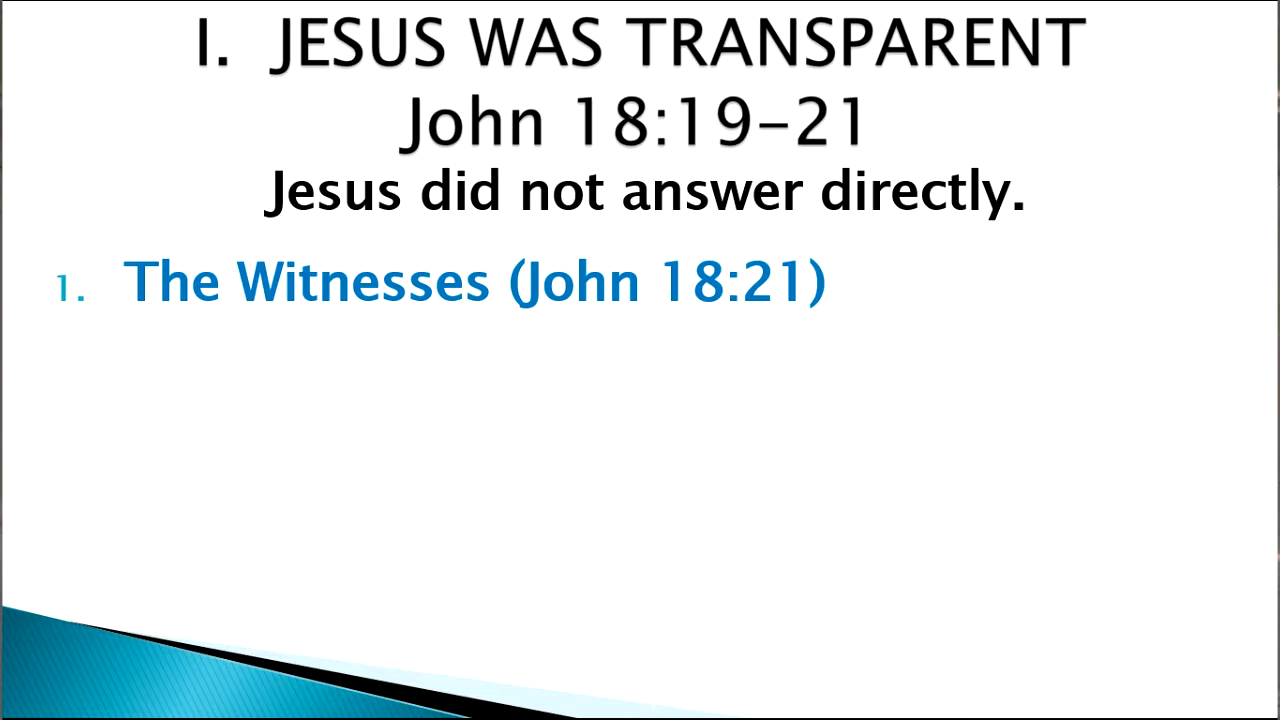 I. JESUS WAS TRANSPARENT
John 18:19-21
Jesus did not answer directly.
1. The Witnesses (John 18:21)